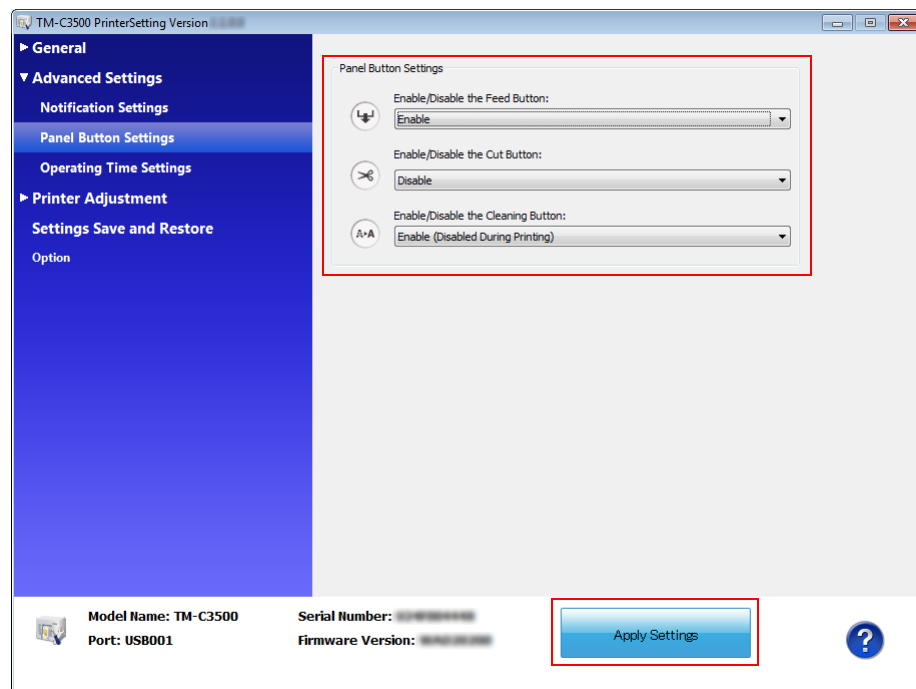 TM-C3500 PrinterSetting Version
General
Advanced Settings
Notification Settings
Panel Button Settings
Operating Time Settings
Printer Adjustment
Settings Save and Restore
Option
Panel Button Settings
Enable/Disable the Feed Button:
Enable
Enable/Disable the Cut Button:
Disable
Enable/Disable the Cleaning Button:
A▸A
Enable (Disabled During Printing)
Model Name: TM-C3500
Serial Number:
Port: USB001
Firmware Version:
Apply Settings
?